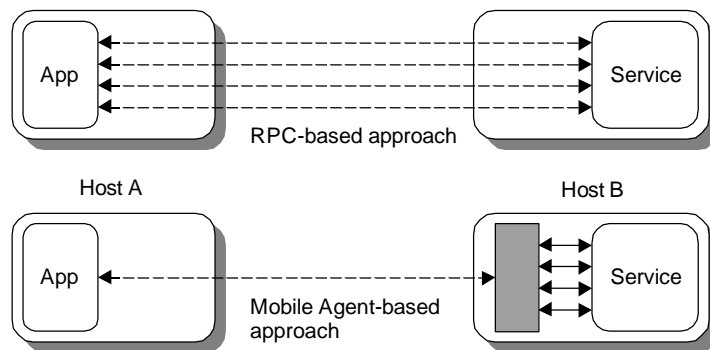 App
Service
RPC-based approach
Host A
Host B
App
Service
Mobile Agent-based
approach